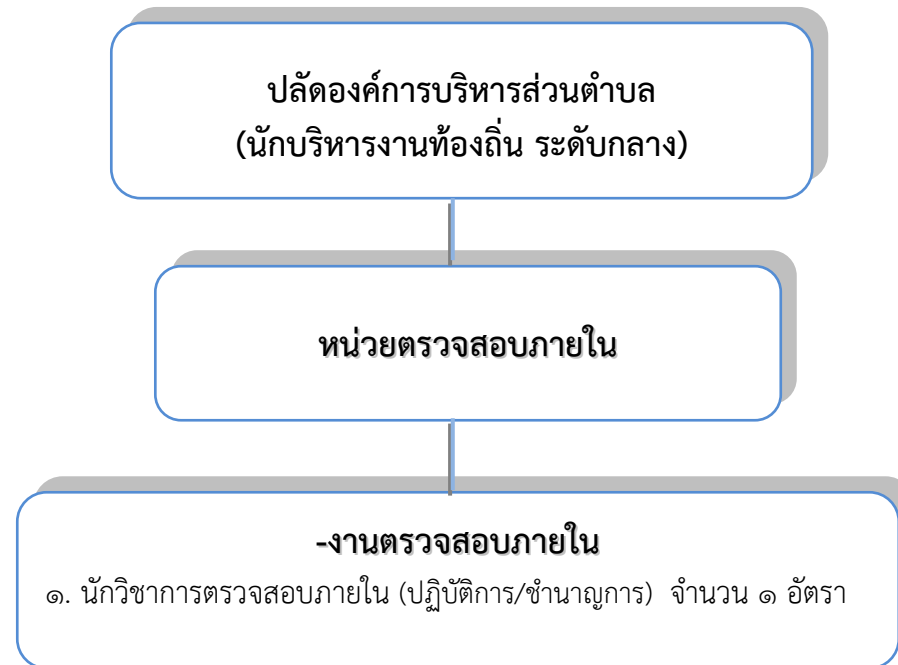 ปลัดองค์การบริหารส่วนตำบล
(นักบริหารงานท้องถิ่น ระดับกลาง)
หน่วยตรวจสอบภายใน
-งานตรวจสอบภายใน
๑. นักวิชาการตรวจสอบภายใน (ปฏิบัติการ/ชำนาญการ) จำนวน ๑ อัตรา